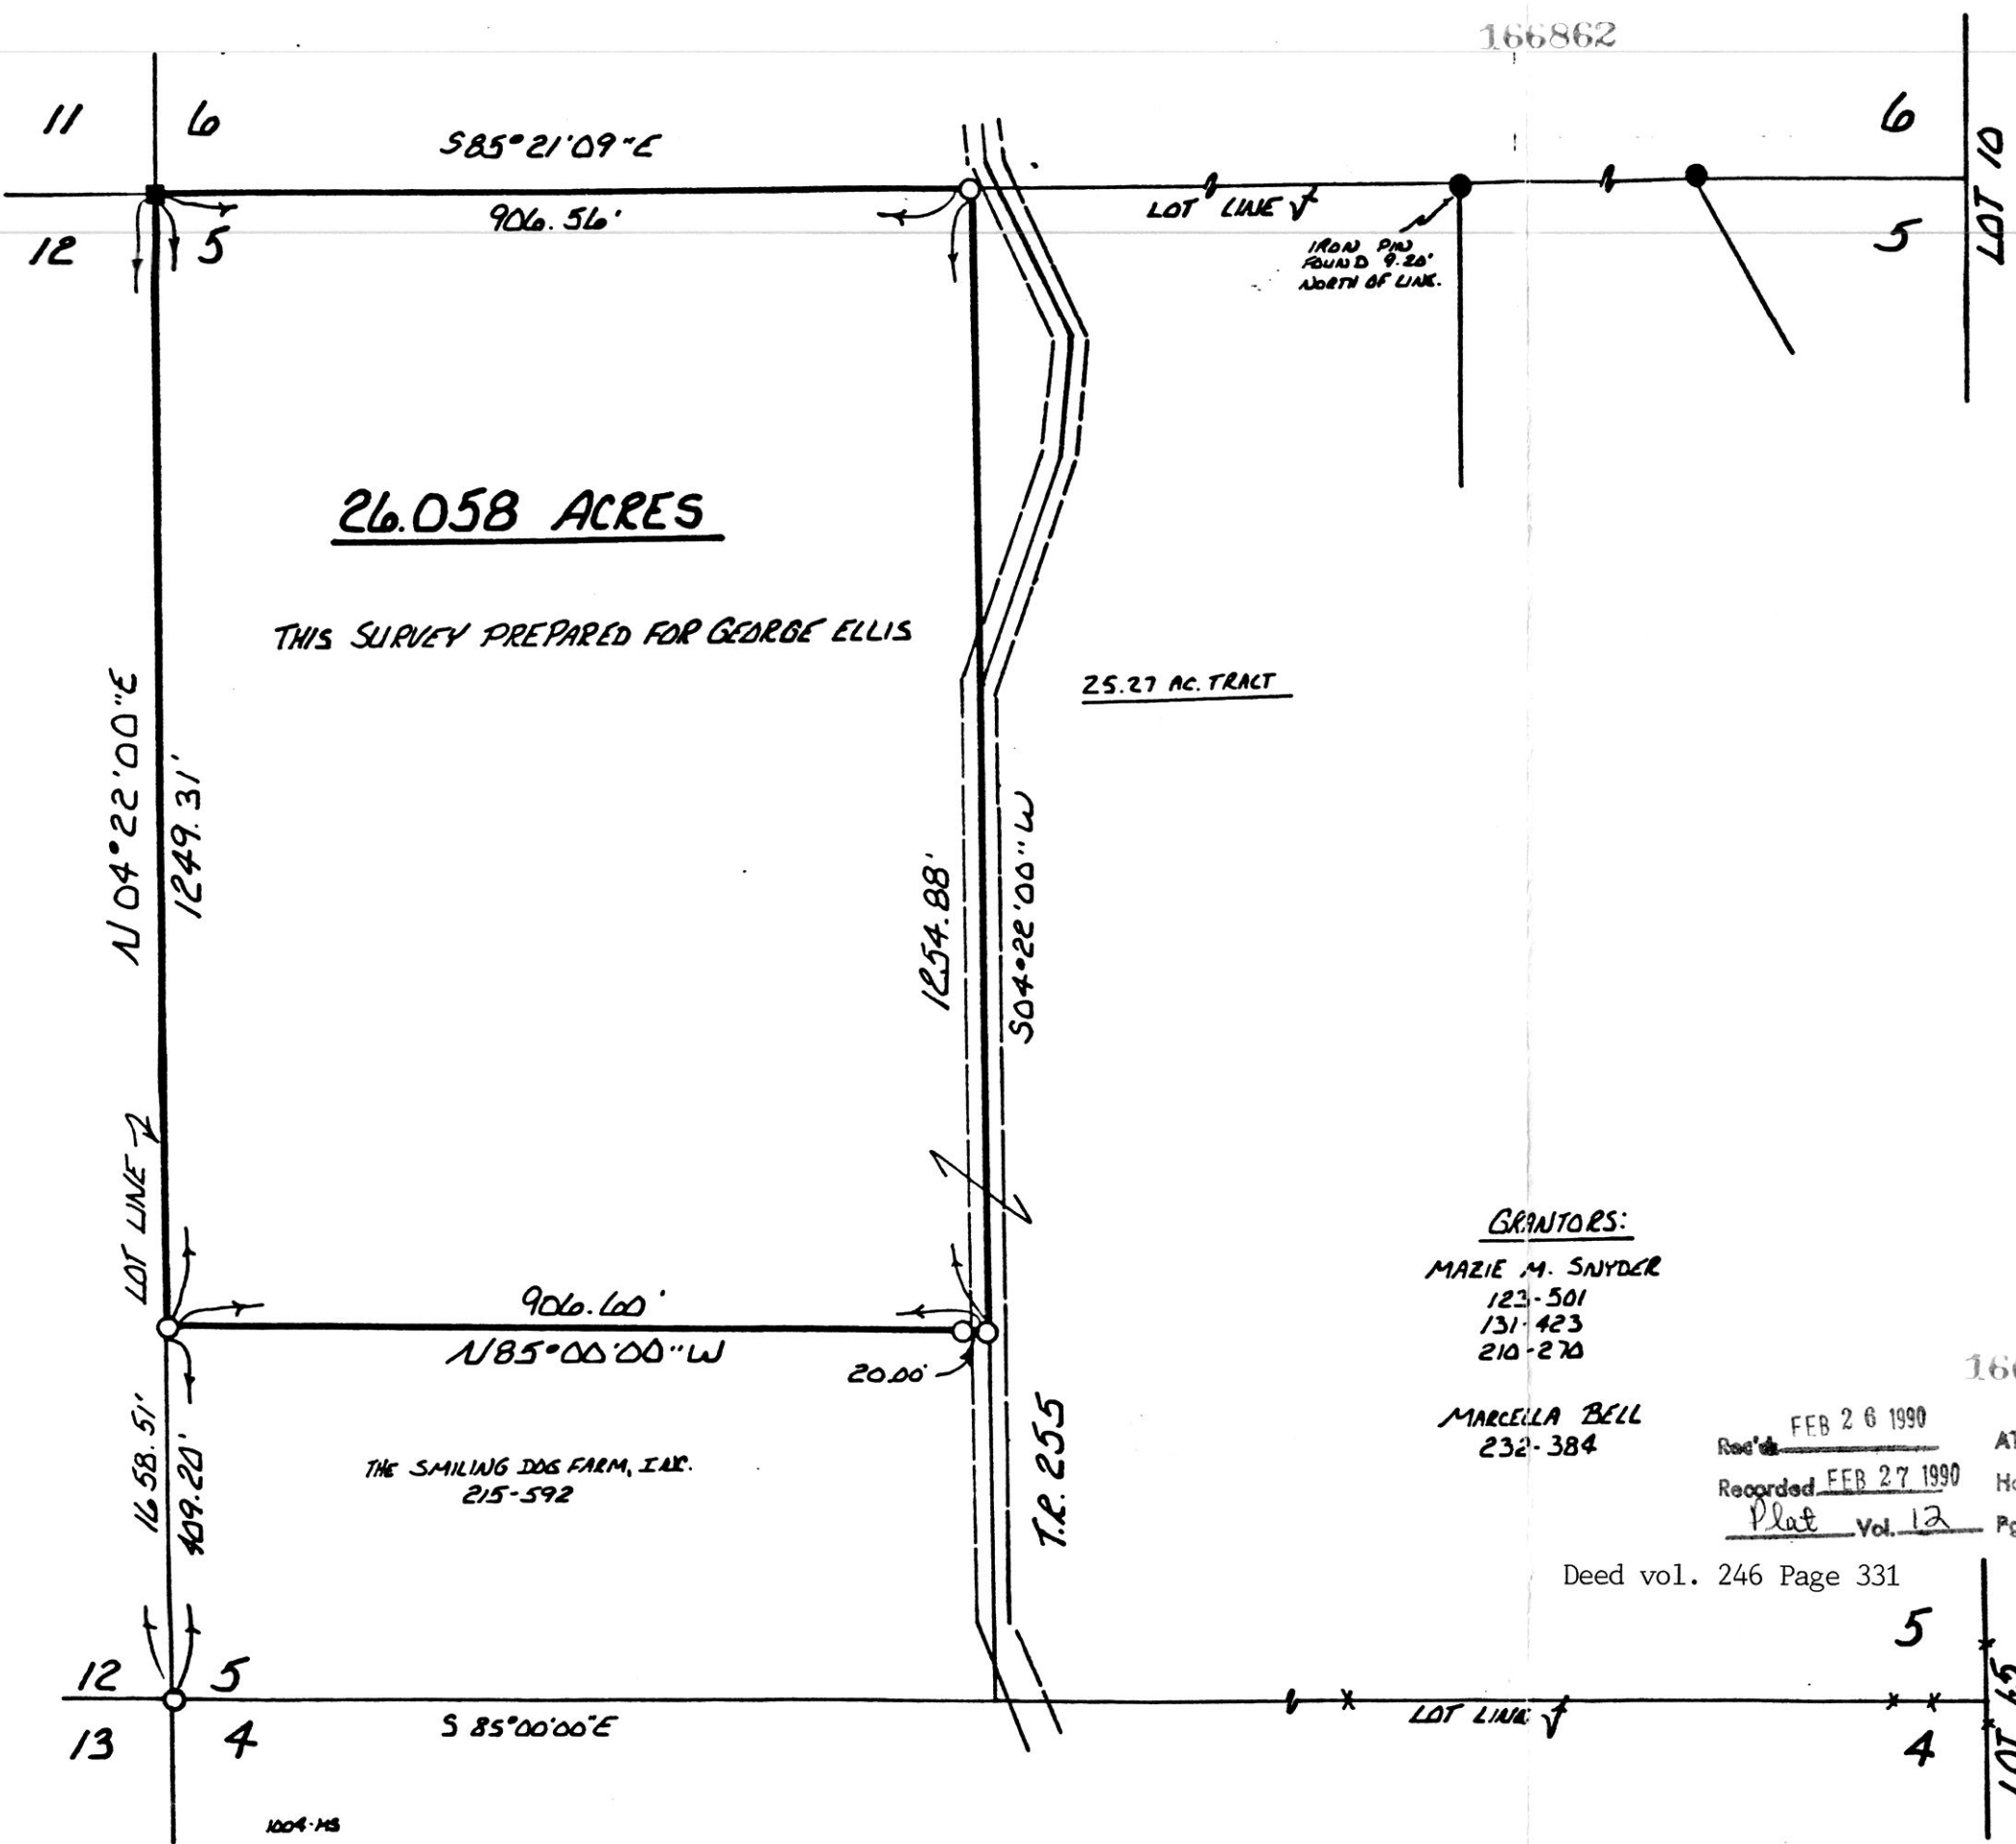 166862
11
6
S85°21'09"E
6
LOT 10
906.56'
LOT LINE
12
5
5
IRON PIN
FOUND 9.20'
NORTH OF LINE.
26.058 ACRES
THIS SURVEY PREPARED FOR GEORGE ELLIS
25.27 AC. TRACT
N04°22'00"E
1249.31'
1254.88'
S04°22'00"W
LOT LINE
906.60'
N85°00'00"W
20.00'
GRANTORS:
MAZIE M. SNYDER
123-501
131-423
210-270
MARCELLA BELL
232-384
1658.51'
409.20'
THE SMILING DOG FARM, INC.
215-592
T.R. 255
Rec'd FEB 26 1990
Recorded FEB 27 1990
Plat Vol. 12
Deed vol. 246 Page 331
12
5
5
13
4
S 85°00'00"E
LOT LINE
4
LOT 65
1004-MS